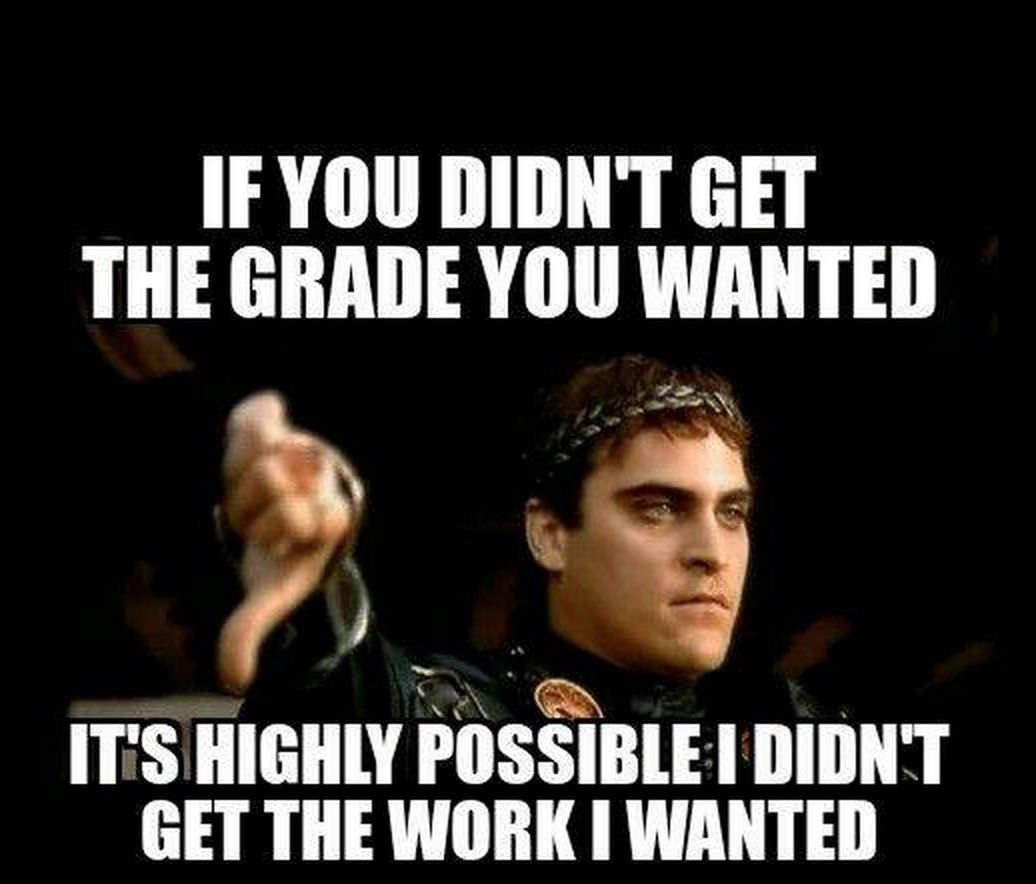 IF YOU DIDN'T GET
THE GRADE YOU WANTED
IT'S HIGHLY POSSIBLE I DIDN'T
GET THE WORK I WANTED